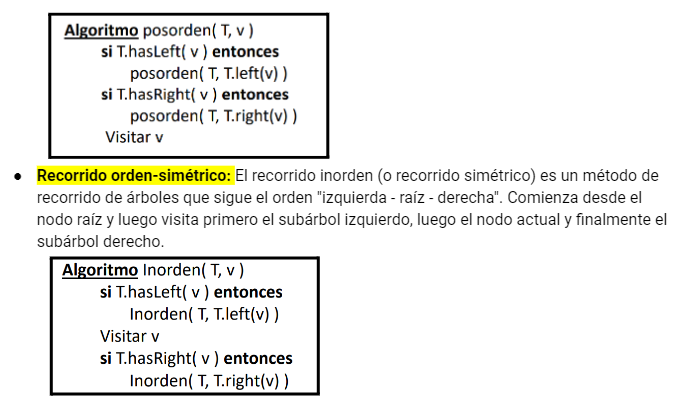 Algoritmo posorden( T, v )
si T.hasLeft( v ) entonces
posorden( T, T.left(v) )
si T.hasRight( v ) entonces
posorden( T, T.right(v) )
Visitar v
● Recorrido orden-simétrico: El recorrido inorden (o recorrido simétrico) es un método de
recorrido de árboles que sigue el orden "izquierda - raíz - derecha". Comienza desde el
nodo raíz y luego visita primero el subárbol izquierdo, luego el nodo actual y finalmente el
subárbol derecho.
Algoritmo Inorden( T, v )
si T.hasLeft( v ) entonces
Inorden( T, T.left(v) )
Visitar v
si T.hasRight( v ) entonces
Inorden( T, T.right(v) )